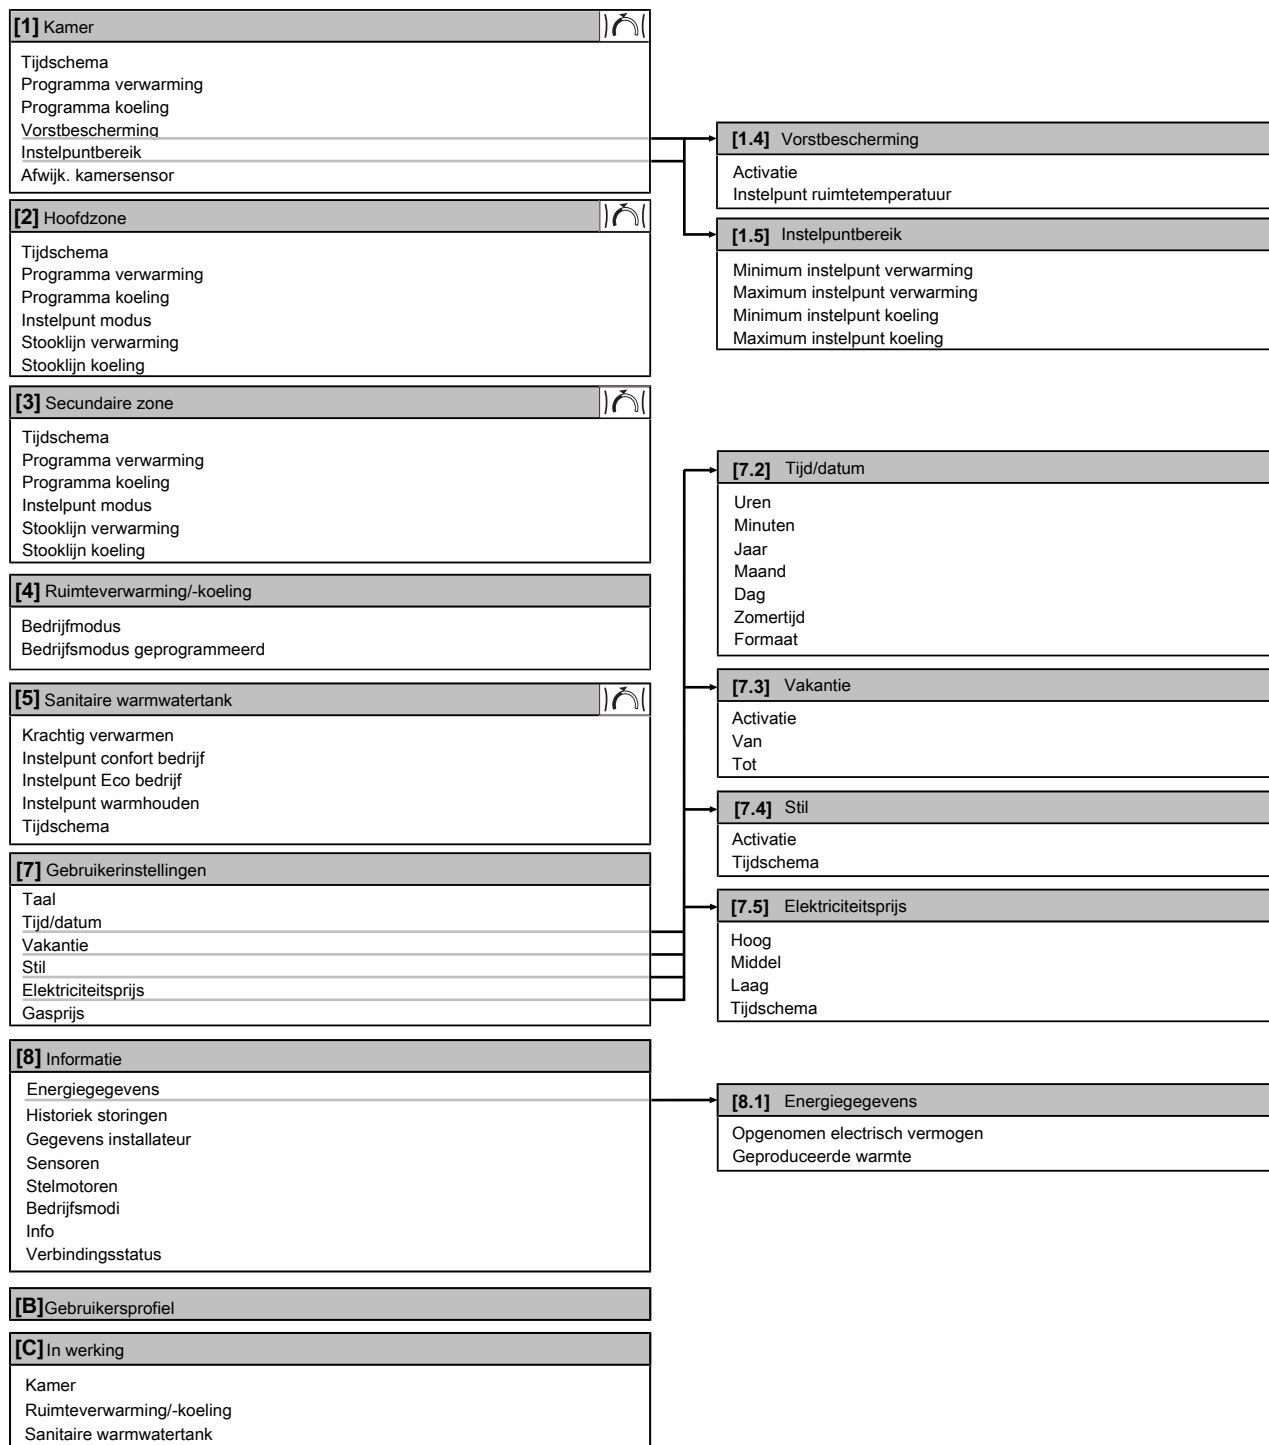 [1] Kamer
Tijdschema
Programma verwarming
Programma koeling
Vorstbescherming
Instelpuntbereik
Afwijk. kamersensor
[1.4] Vorstbescherming
Activatie
Instelpunt ruimtetemperatuur
[1.5] Instelpuntbereik
Minimum instelpunt verwarming
Maximum instelpunt verwarming
Minimum instelpunt koeling
Maximum instelpunt koeling
[2] Hoofdzone
Tijdschema
Programma verwarming
Programma koeling
Instelpunt modus
Stooklijn verwarming
Stooklijn koeling
[3] Secundaire zone
Tijdschema
Programma verwarming
Programma koeling
Instelpunt modus
Stooklijn verwarming
Stooklijn koeling
[4] Ruimteverwarming/-koeling
Bedrijfmodus
Bedrijfsmodus geprogrammeerd
[5] Sanitaire warmwatertank
Krachtig verwarmen
Instelpunt confort bedrijf
Instelpunt Eco bedrijf
Instelpunt warmhouden
Tijdschema
[7] Gebruikerinstellingen
Taal
Tijd/datum
Vakantie
Stil
Elektriciteitsprijs
Gasprijs
[7.2] Tijd/datum
Uren
Minuten
Jaar
Maand
Dag
Zomertijd
Formaat
[7.3] Vakantie
Activatie
Van
Tot
[7.4] Stil
Activatie
Tijdschema
[7.5] Elektriciteitsprijs
Hoog
Middel
Laag
Tijdschema
[8] Informatie
Energiegegevens
Historiek storingen
Gegevens installateur
Sensoren
Stelmotoren
Bedrijfsmodi
Info
Verbindingsstatus
[8.1] Energiegegevens
Opgenomen electrisch vermogen
Geproduceerde warmte
[B] Gebruikersprofiel
[C] In werking
Kamer
Ruimteverwarming/-koeling
Sanitaire warmwatertank